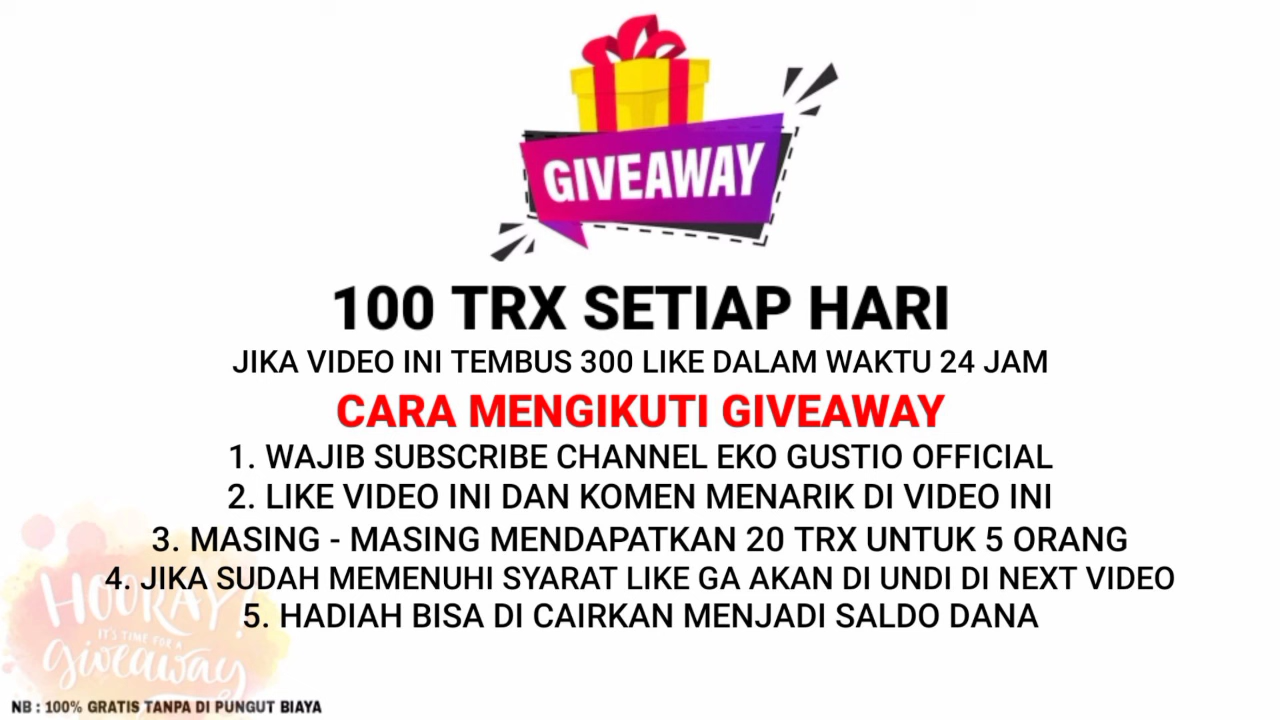 GIVEAWAY
100 TRX SETIAP HARI
JIKA VIDEO INI TEMBUS 300 LIKE DALAM WAKTU 24 JAM
CARA MENGIKUTI GIVEAWAY
1. WAJIB SUBSCRIBE CHANNEL EKO GUSTIO OFFICIAL
2. LIKE VIDEO INI DAN KOMEN MENARIK DI VIDEO INI
3. MASING - MASING MENDAPATKAN 20 TRX UNTUK 5 ORANG
4. JIKA SUDAH MEMENUHI SYARAT LIKE GA AKAN DI UNDI DI NEXT VIDEO
5. HADIAH BISA DI CAIRKAN MENJADI SALDO DANA
HOORAY!
IT'S TIME FOR A
giveaway
NB : 100% GRATIS TANPA DI PUNGUT BIAYA